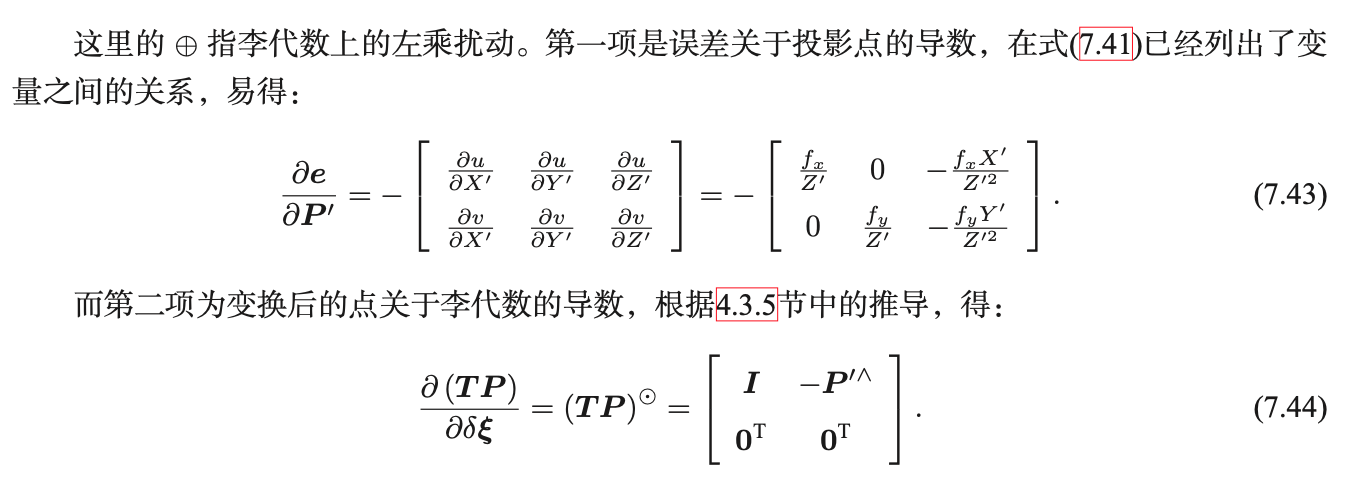 这里的 ⊕ 指李代数上的左乘扰动。第一项是误差关于投影点的导数，在式(7.41)已经列出了变
量之间的关系，易得：
$\frac{\partial \boldsymbol{e}}{\partial \boldsymbol{P}'} = - \begin{bmatrix} \frac{\partial u}{\partial X'} & \frac{\partial u}{\partial Y'} & \frac{\partial u}{\partial Z'} \\ \frac{\partial v}{\partial X'} & \frac{\partial v}{\partial Y'} & \frac{\partial v}{\partial Z'} \end{bmatrix} = - \begin{bmatrix} \frac{f_x}{Z'} & 0 & -\frac{f_x X'}{Z'^2} \\ 0 & \frac{f_y}{Z'} & -\frac{f_y Y'}{Z'^2} \end{bmatrix}.$ (7.43)
而第二项为变换后的点关于李代数的导数，根据4.3.5节中的推导，得：
$\frac{\partial (\boldsymbol{TP})}{\partial \delta \boldsymbol{\xi}} = (\boldsymbol{TP})^{\odot} = \begin{bmatrix} \boldsymbol{I} & -\boldsymbol{P}'^{\wedge} \\ \boldsymbol{0}^{\mathrm{T}} & \boldsymbol{0}^{\mathrm{T}} \end{bmatrix}.$ (7.44)